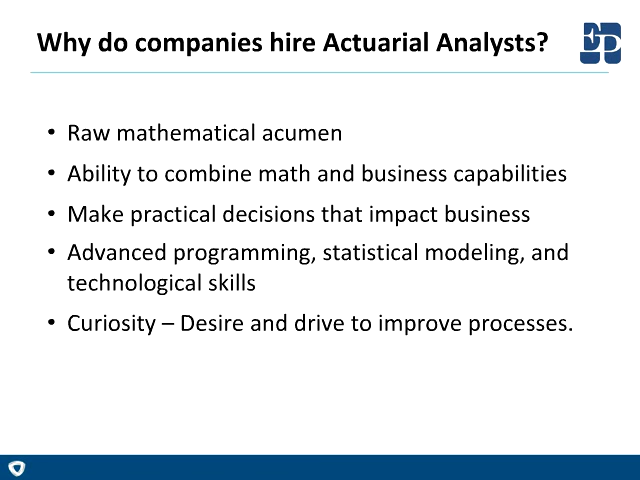 Why do companies hire Actuarial Analysts?
• Raw mathematical acumen
• Ability to combine math and business capabilities
• Make practical decisions that impact business
• Advanced programming, statistical modeling, and
technological skills
• Curiosity – Desire and drive to improve processes.